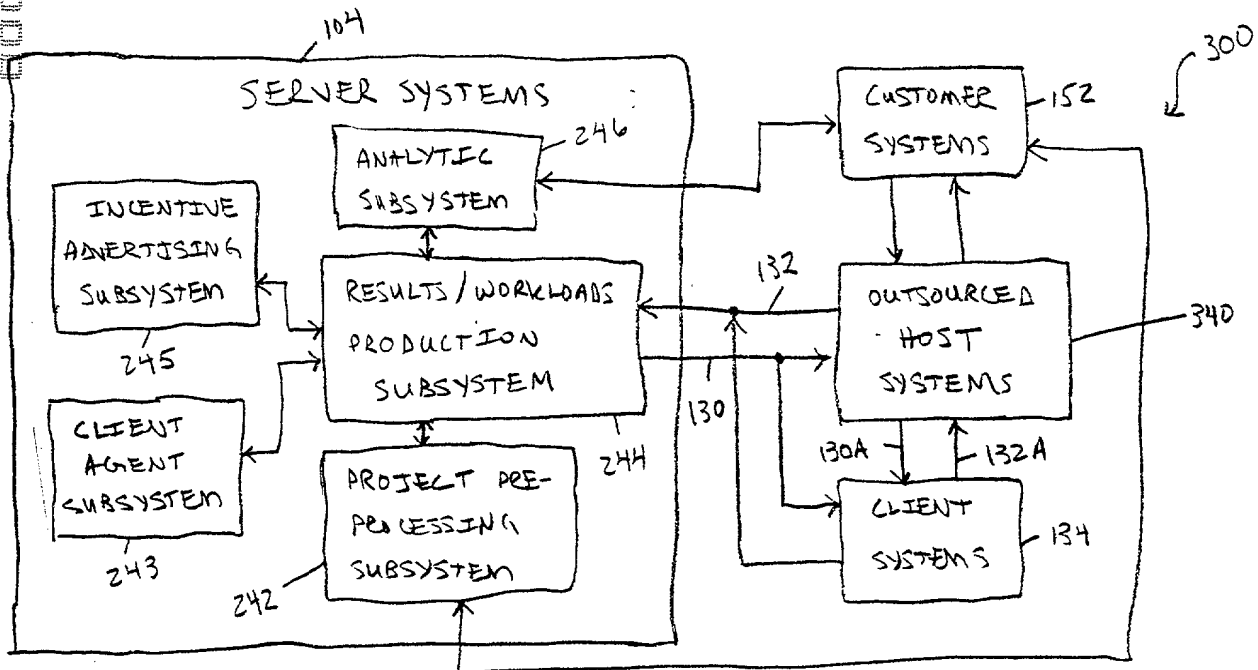 104
300
SERVER SYSTEMS
CUSTOMER
SYSTEMS
152
246
ANALYTIC
SUBSYSTEM
INCENTIVE
ADVERTISING
SUBSYSTEM
245
RESULTS/WORKLOADS
PRODUCTION
SUBSYSTEM
244
132
130
OUTSOURCED
HOST
SYSTEMS
340
CLIENT
AGENT
SUBSYSTEM
243
PROJECT PRE-
PROCESSING
SUBSYSTEM
242
130A
132A
CLIENT
SYSTEMS
134